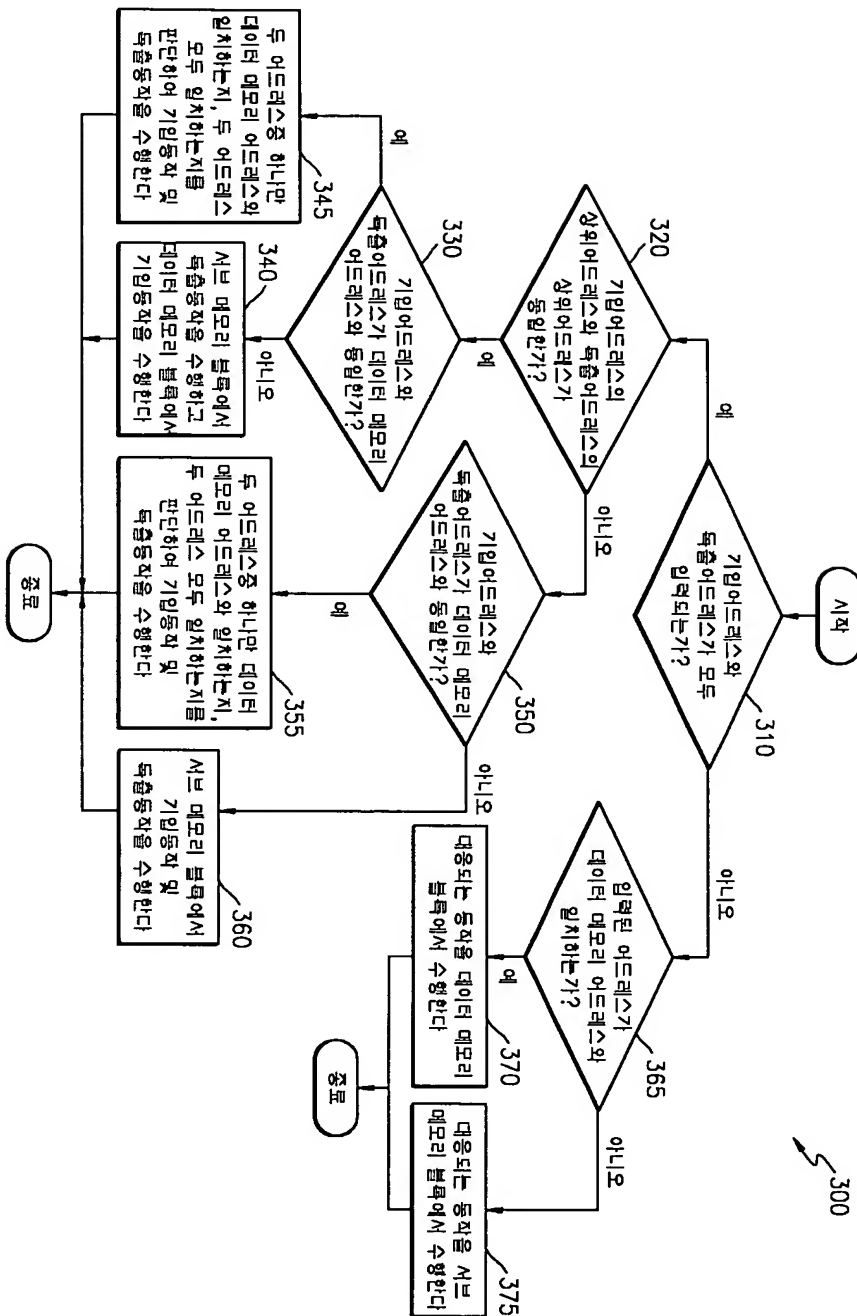 300
시작
기입어드레스와
독출어드레스가 모두
입력되는가?
310
예
아니오
기입어드레스의
상위어드레스와 독출어드레스의
상위어드레스가
동일한가?
320
예
아니오
기입어드레스와
독출어드레스가 데이터 메모리
어드레스와 동일한가?
330
예
아니오
두 어드레스중 하나만
데이터 메모리 어드레스와
일치하는지, 두 어드레스
모두 일치하는지를
판단하여 기입동작 및
독출동작을 수행한다
345
서브 메모리 블록에서
독출동작을 수행하고
데이터 메모리 블록에서
기입동작을 수행한다
340
기입어드레스와
독출어드레스가 데이터 메모리
어드레스와 동일한가?
350
예
아니오
두 어드레스중 하나만 데이터
메모리 어드레스와 일치하는지,
두 어드레스 모두 일치하는지를
판단하여 기입동작 및
독출동작을 수행한다
355
서브 메모리 블록에서
기입동작 및
독출동작을 수행한다
360
종료
입력된 어드레스가
데이터 메모리 어드레스와
일치하는가?
365
예
아니오
대응되는 동작을 데이터 메모리
블록에서 수행한다
370
대응되는 동작을 서브
메모리 블록에서 수행한다
375
종료